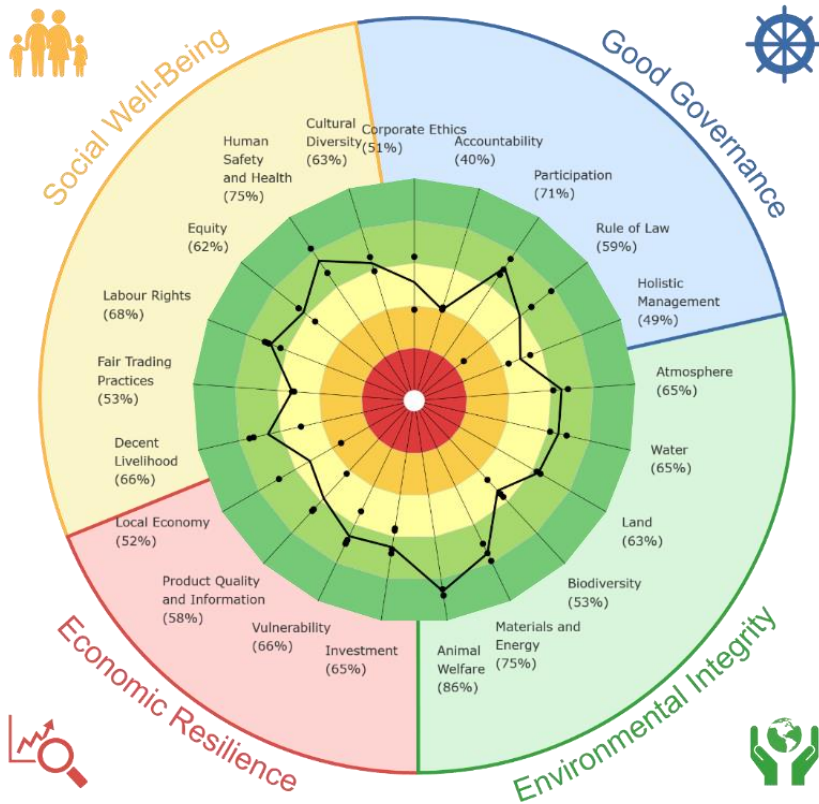 Social Well-Being
Good Governance
Corporate Ethics
(51%)
Accountability
(40%)
Participation
(71%)
Rule of Law
(59%)
Holistic
Management
(49%)
Atmosphere
(65%)
Water
(65%)
Land
(63%)
Biodiversity
(53%)
Materials and
Energy
(75%)
Animal
Welfare
(86%)
Environmental Integrity
Investment
(65%)
Vulnerability
(66%)
Product Quality
and Information
(58%)
Local Economy
(52%)
Economic Resilience
Decent
Livelihood
(66%)
Fair Trading
Practices
(53%)
Labour Rights
(68%)
Equity
(62%)
Human
Safety
and Health
(75%)
Cultural
Diversity
(63%)